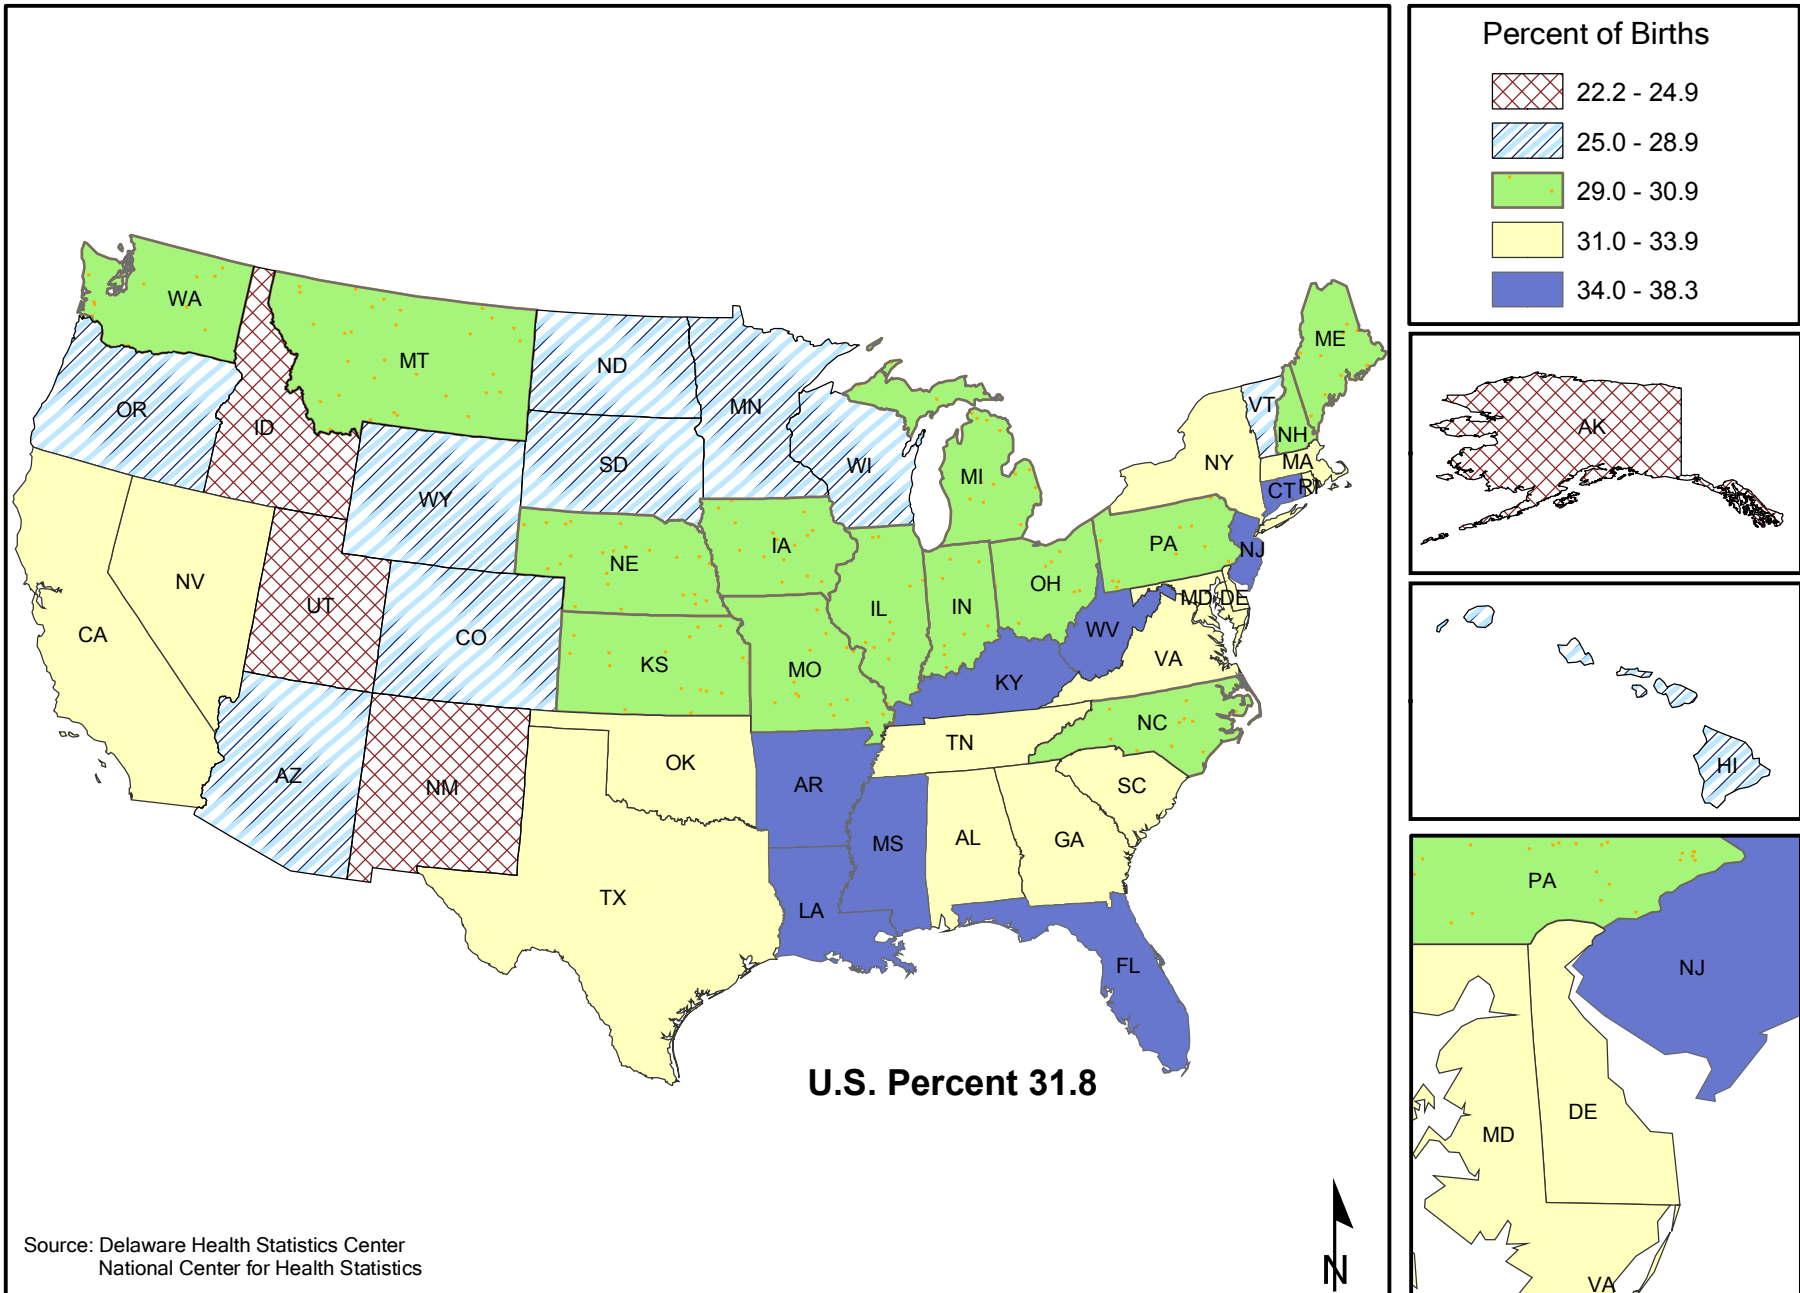 Percent of Births
22.2 - 24.9
25.0 - 28.9
29.0 - 30.9
31.0 - 33.9
34.0 - 38.3
WA
MT
ND
MN
OR
ID
SD
WY
WI
MI
ME
VT
NH
NY
MA
CT
RI
NV
CA
UT
CO
NE
IA
KS
MO
IL
IN
OH
PA
NJ
MD
DE
WV
VA
KY
NC
TN
SC
AZ
NM
OK
AR
TX
LA
MS
AL
GA
FL
AK
HI
PA
NJ
MD
DE
VA
U.S. Percent 31.8
Source: Delaware Health Statistics Center
National Center for Health Statistics
N